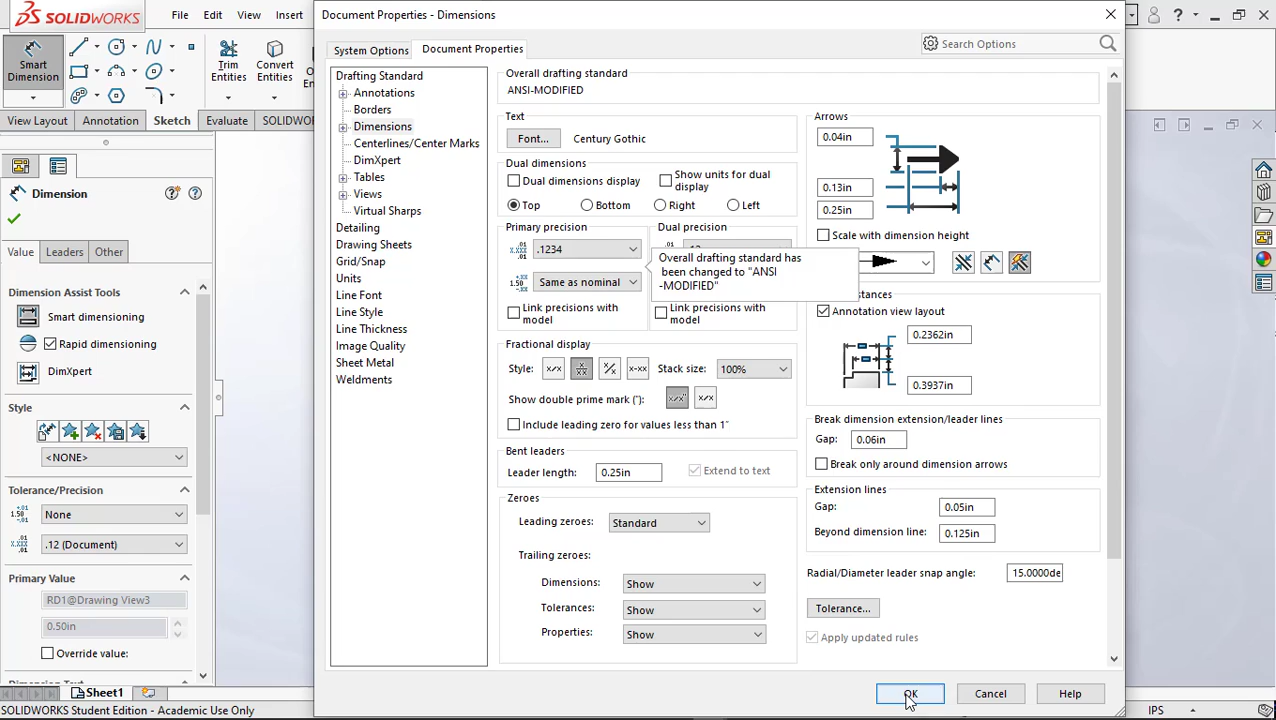 SOLIDWORKS
File
Edit
View
Insert
Document Properties - Dimensions
System Options
Document Properties
Search Options
Smart
Dimension
Trim
Entities
Convert
Entities
View Layout
Annotation
Sketch
Evaluate
Dimension
Value
Leaders
Other
Dimension Assist Tools
Smart dimensioning
Rapid dimensioning
DimXpert
Style
<NONE>
Tolerance/Precision
None
.12 (Document)
Primary Value
RD1@Drawing View3
0.50in
Override value:
Sheet1
SOLIDWORKS Student Edition - Academic Use Only
IPS
Drafting Standard
Annotations
Borders
Dimensions
Centerlines/Center Marks
DimXpert
Tables
Views
Virtual Sharps
Detailing
Drawing Sheets
Grid/Snap
Units
Line Font
Line Style
Line Thickness
Image Quality
Sheet Metal
Weldments
Overall drafting standard
ANSI-MODIFIED
Text
Font...
Century Gothic
Dual dimensions
Dual dimensions display
Show units for dual
display
Top
Bottom
Right
Left
Primary precision
.1234
Same as nominal
Link precisions with
model
Dual precision
Overall drafting standard has
been changed to "ANSI
-MODIFIED"
Link precisions with
model
Fractional display
Style:
Stack size:
100%
Show double prime mark ("):
Include leading zero for values less than 1"
Bent leaders
Leader length:
0.25in
Extend to text
Zeroes
Leading zeroes:
Standard
Trailing zeroes:
Dimensions:
Show
Tolerances:
Show
Properties:
Show
Arrows
0.04in
0.13in
0.25in
Scale with dimension height
Annotation view layout
0.2362in
0.3937in
Break dimension extension/leader lines
Gap:
0.06in
Break only around dimension arrows
Extension lines
Gap:
0.05in
Beyond dimension line:
0.125in
Radial/Diameter leader snap angle:
15.0000de
Tolerance...
Apply updated rules
OK
Cancel
Help